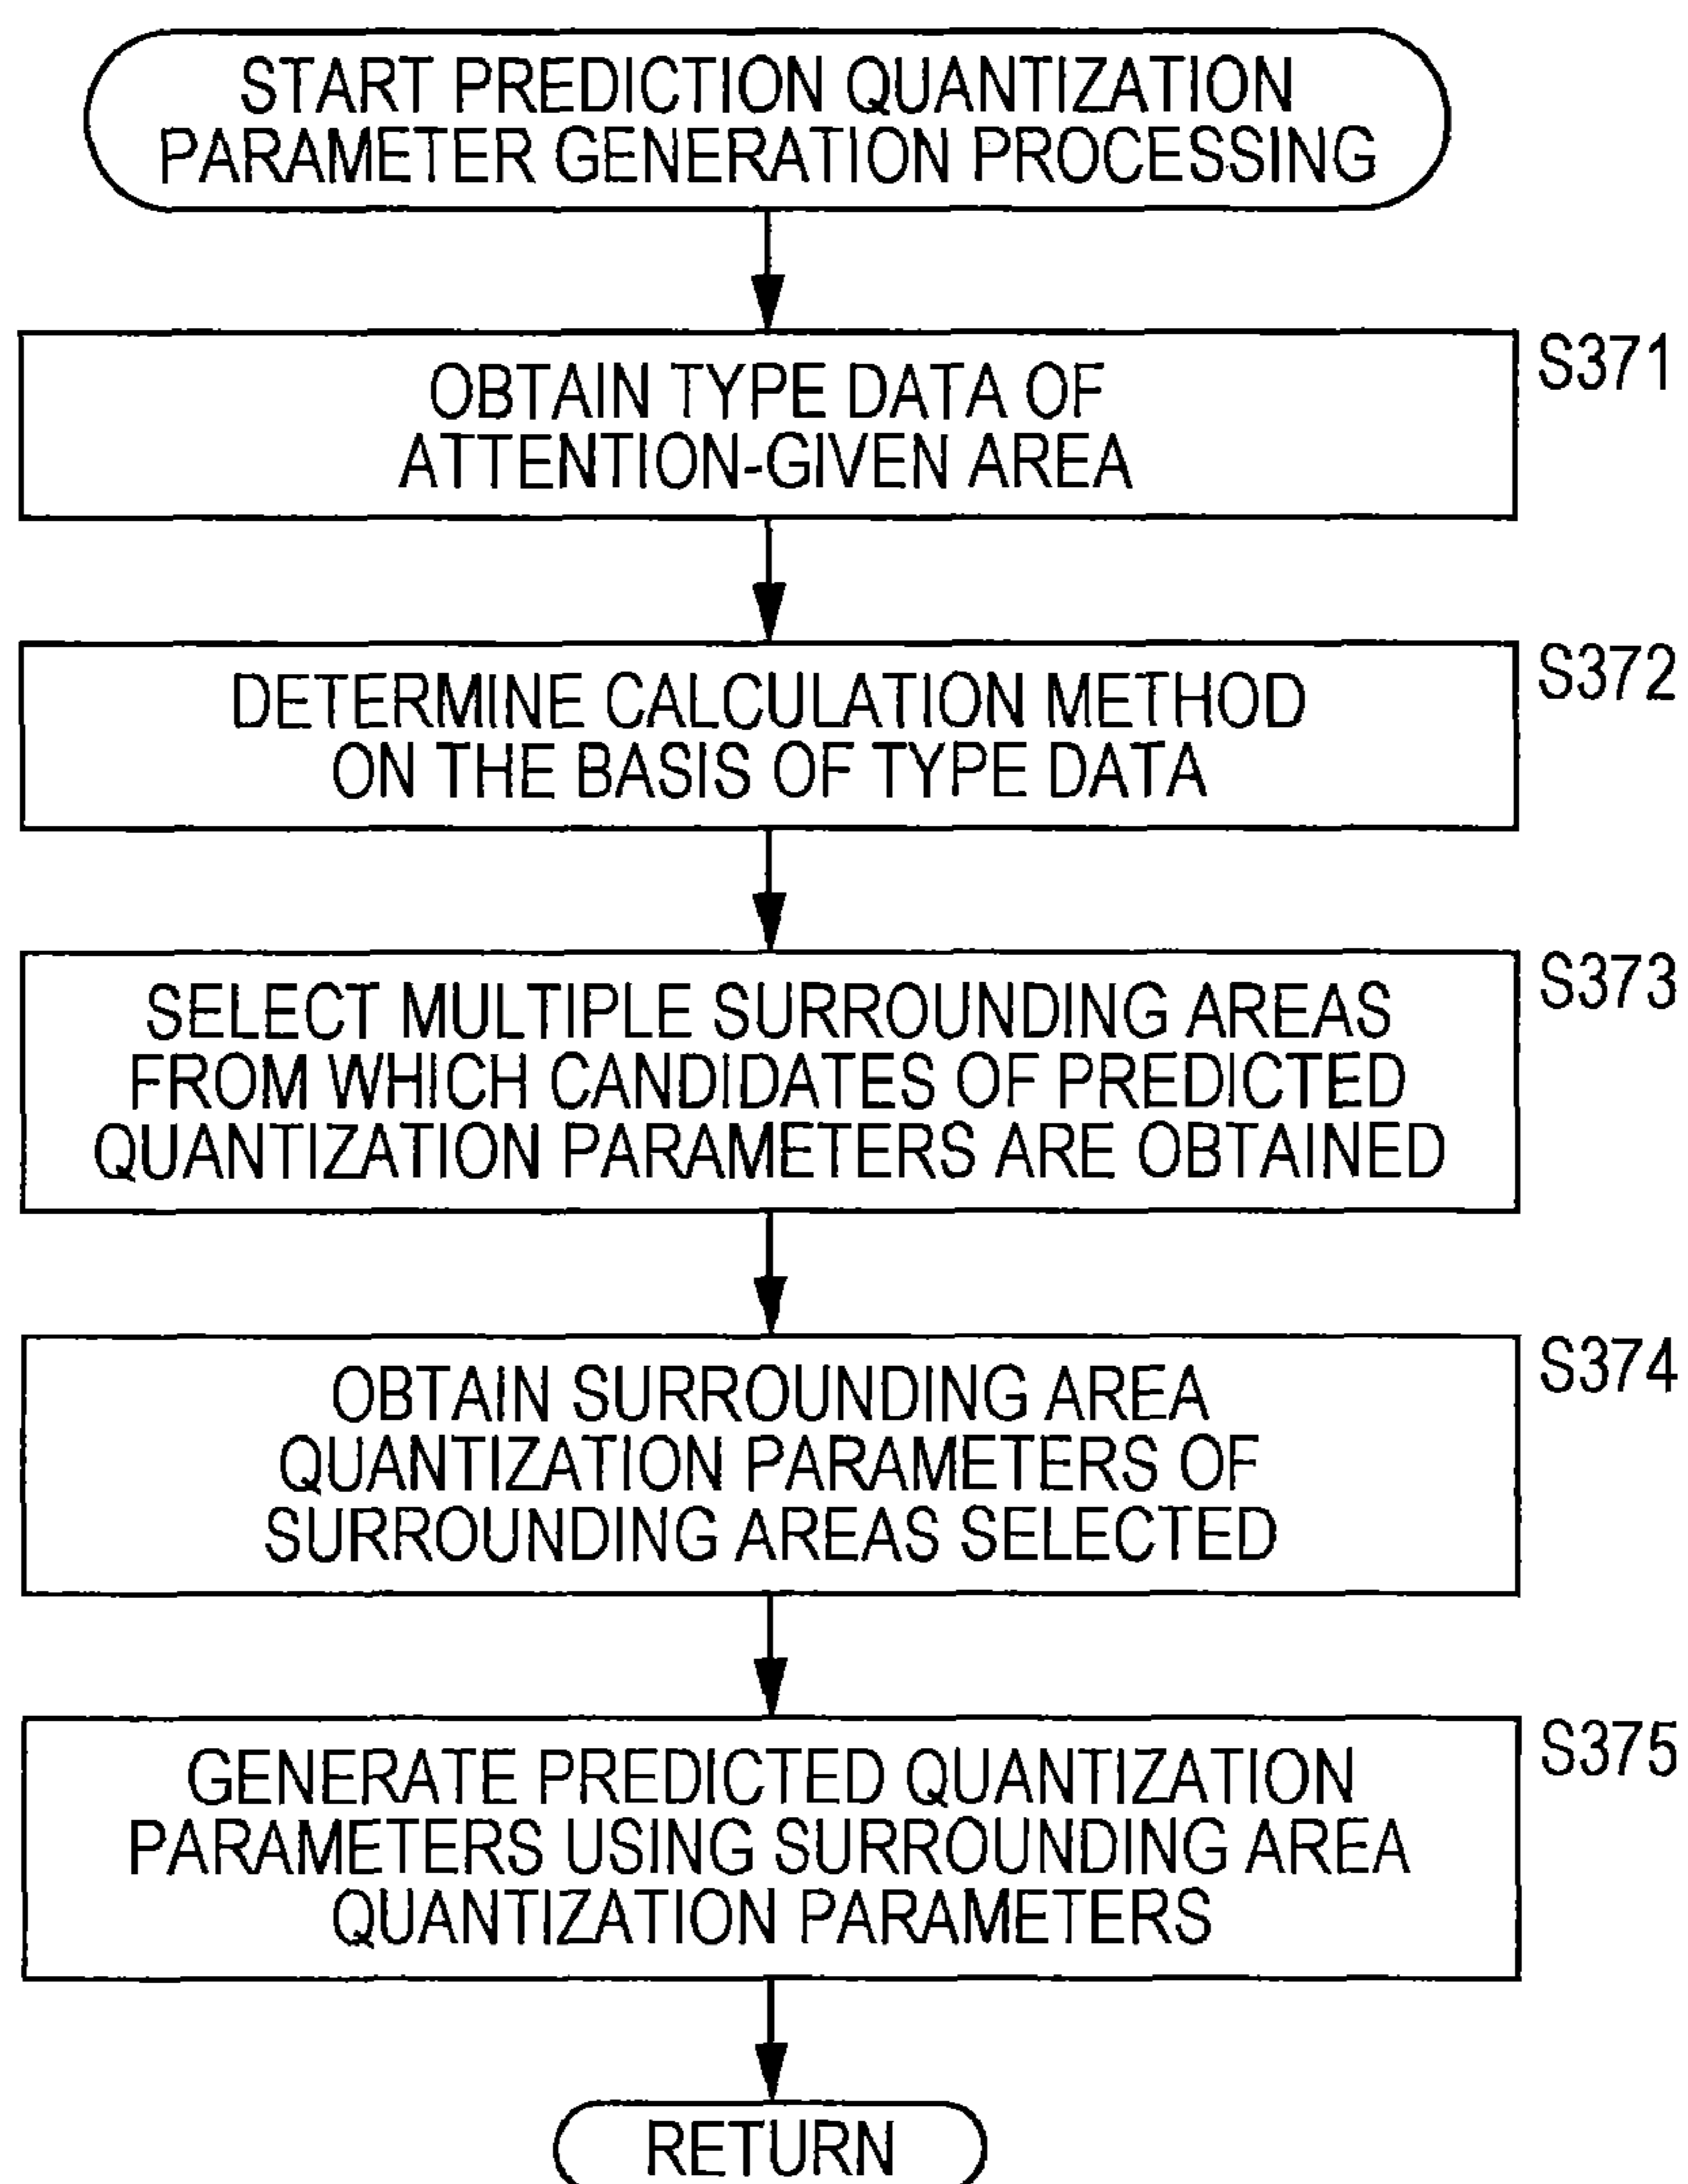 START PREDICTION QUANTIZATION
PARAMETER GENERATION PROCESSING
S371
OBTAIN TYPE DATA OF
ATTENTION-GIVEN AREA
S372
DETERMINE CALCULATION METHOD
ON THE BASIS OF TYPE DATA
S373
SELECT MULTIPLE SURROUNDING AREAS
FROM WHICH CANDIDATES OF PREDICTED
QUANTIZATION PARAMETERS ARE OBTAINED
S374
OBTAIN SURROUNDING AREA
QUANTIZATION PARAMETERS OF
SURROUNDING AREAS SELECTED
S375
GENERATE PREDICTED QUANTIZATION
PARAMETERS USING SURROUNDING AREA
QUANTIZATION PARAMETERS
RETURN